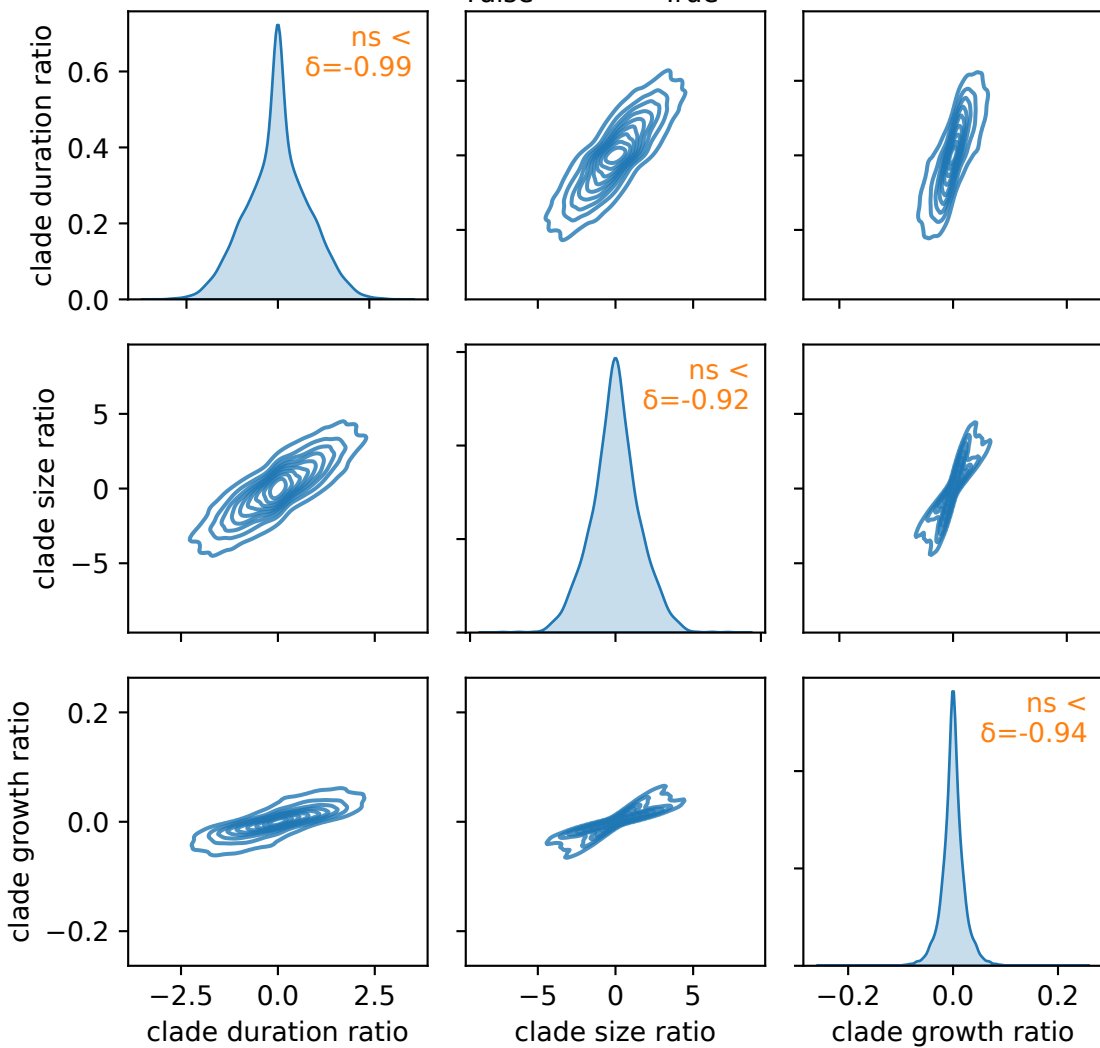 clade duration ratio
0.6
0.4
0.2
0.0
ns <
δ=-0.99
clade size ratio
5
0
−5
ns <
δ=-0.92
clade growth ratio
0.2
0.0
−0.2
ns <
δ=-0.94
−2.5 0.0 2.5
−5 0 5
−0.2 0.0 0.2
clade duration ratio
clade size ratio
clade growth ratio